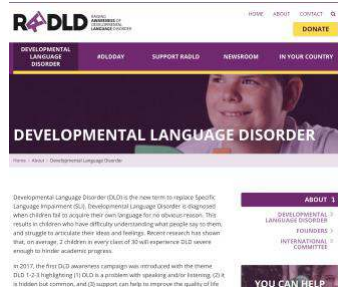 RADLD RAISING AWARENESS OF DEVELOPMENTAL LANGUAGE DISORDER
HOME ABOUT CONTACT
DONATE
DEVELOPMENTAL LANGUAGE DISORDER
#DLDDAY
SUPPORT RADLD
NEWSROOM
IN YOUR COUNTRY
DEVELOPMENTAL LANGUAGE DISORDER
Home / About / Developmental Language Disorder
Developmental Language Disorder (DLD) is the new term to replace Specific
Language Impairment (SLI). Developmental Language Disorder is diagnosed
when children fail to acquire their own language for no obvious reason. This
results in children who have difficulty understanding what people say to them,
and struggle to articulate their ideas and feelings. Recent research has shown
that, on average, 2 children in every class of 30 will experience DLD severe
enough to hinder academic progress.
In 2017, the first DLD awareness campaign was introduced with the theme
DLD 1-2-3 highlighting (1) DLD is a problem with speaking and/or listening, (2) it
is hidden but common, and (3) support can help to improve the quality of life
ABOUT
DEVELOPMENTAL
LANGUAGE DISORDER
FOUNDERS
INTERNATIONAL
COMMITTEE
YOU CAN HELP